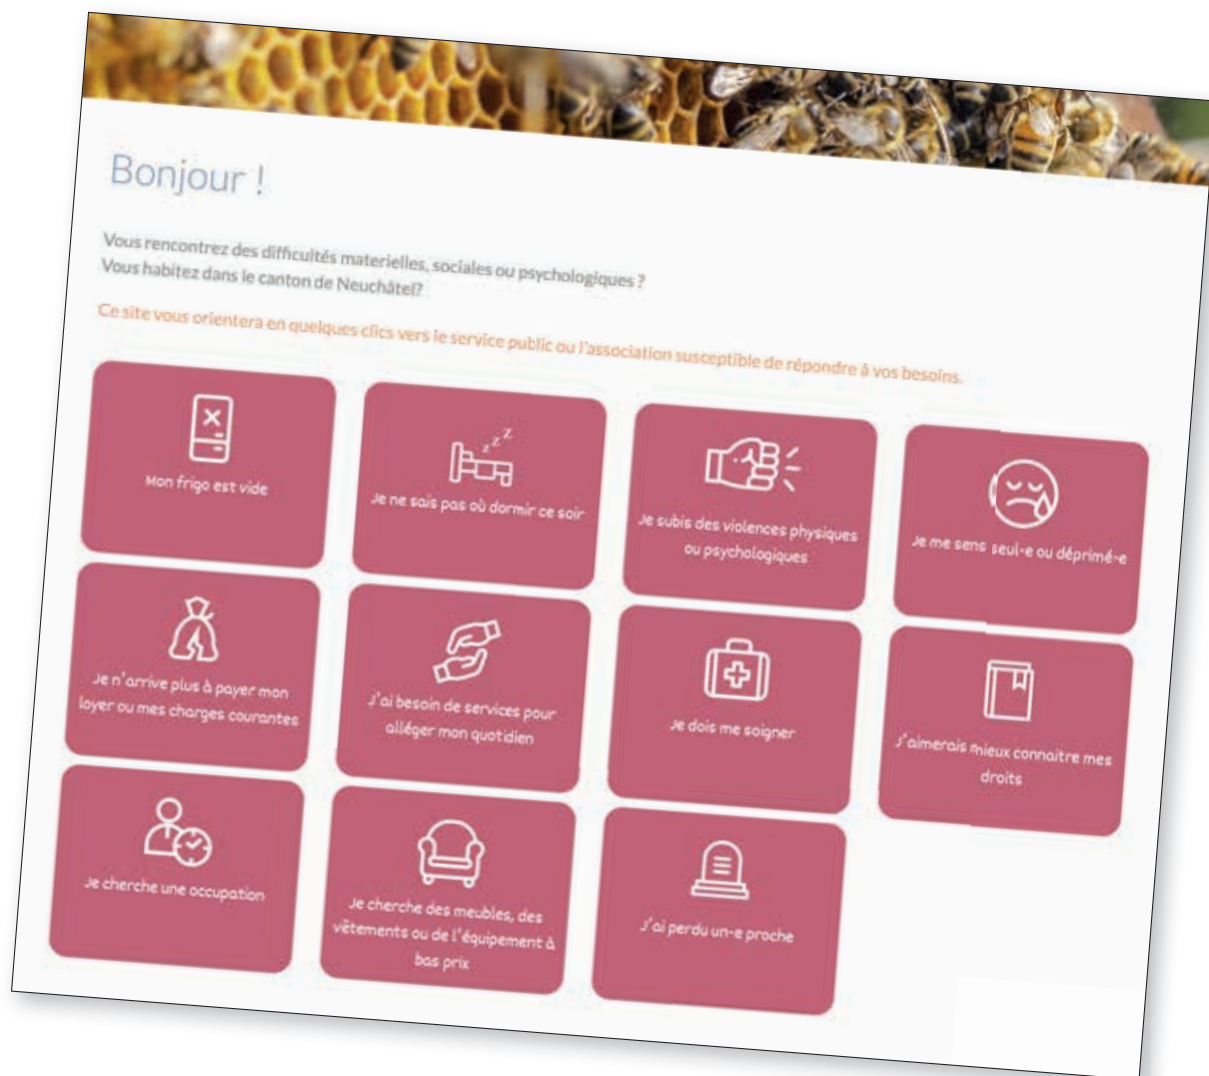 Bonjour !
Vous rencontrez des difficultés materielles, sociales ou psychologiques ?
Vous habitez dans le canton de Neuchâtel?
Ce site vous orientera en quelques clics vers le service public ou l'association susceptible de répondre à vos besoins.
Mon frigo est vide
Je ne sais pas où dormir ce soir
Je subis des violences physiques
ou psychologiques
Je me sens seul-e ou déprimé-e
Je n'arrive plus à payer mon
loyer ou mes charges courantes
J'ai besoin de services pour
alléger mon quotidien
Je dois me soigner
J'aimerais mieux connaitre mes
droits
Je cherche une occupation
Je cherche des meubles, des
vêtements ou de l'équipement à
bas prix
J'ai perdu un-e proche
z z z